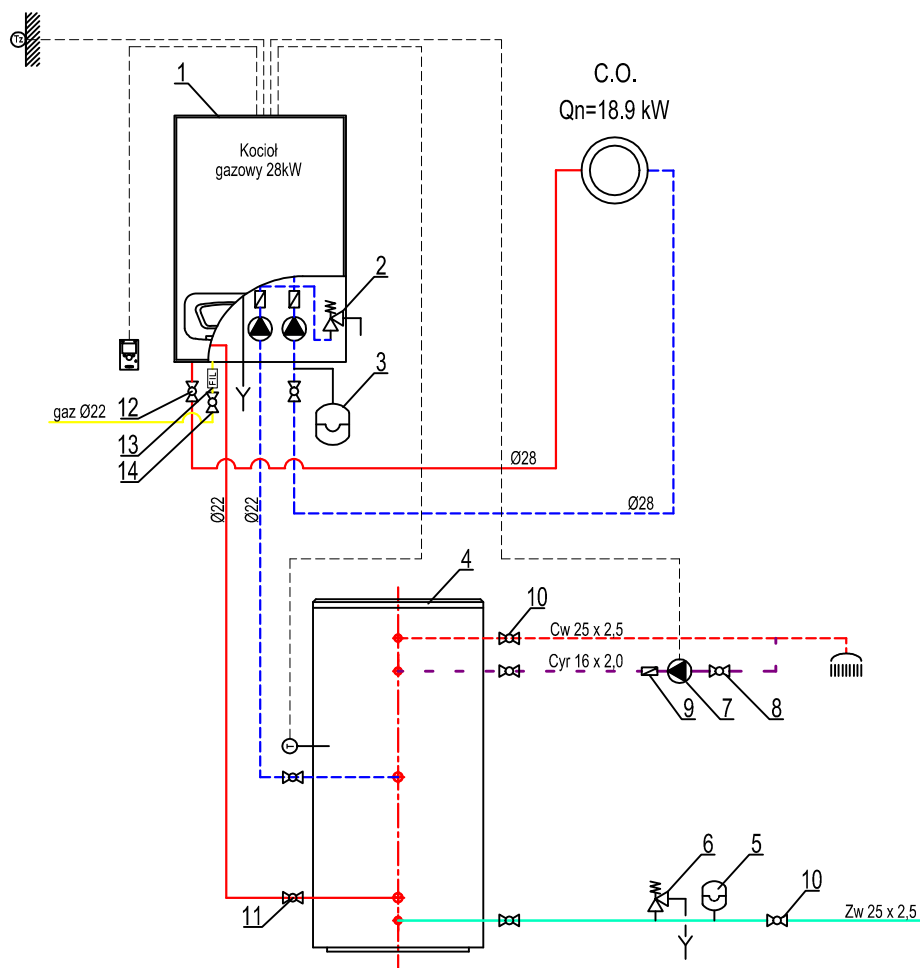 Tz
1
C.O.
Qn=18.9 kW
Kocioł
gazowy 28kW
2
3
FIL
gaz Ø22
12
13
14
Ø28
Ø28
Ø22
Ø22
4
10
Cw 25 x 2,5
Cyr 16 x 2,0
9
7
8
T
6
5
10
11
Zw 25 x 2,5